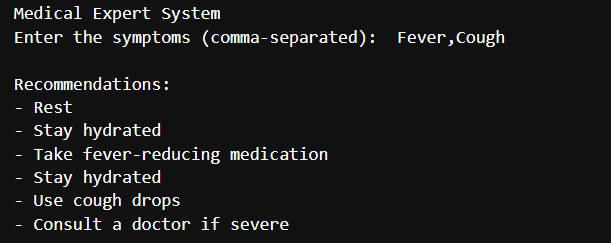 Medical Expert System
Enter the symptoms (comma-separated):  Fever,Cough
Recommendations:
- Rest
- Stay hydrated
- Take fever-reducing medication
- Stay hydrated
- Use cough drops
- Consult a doctor if severe